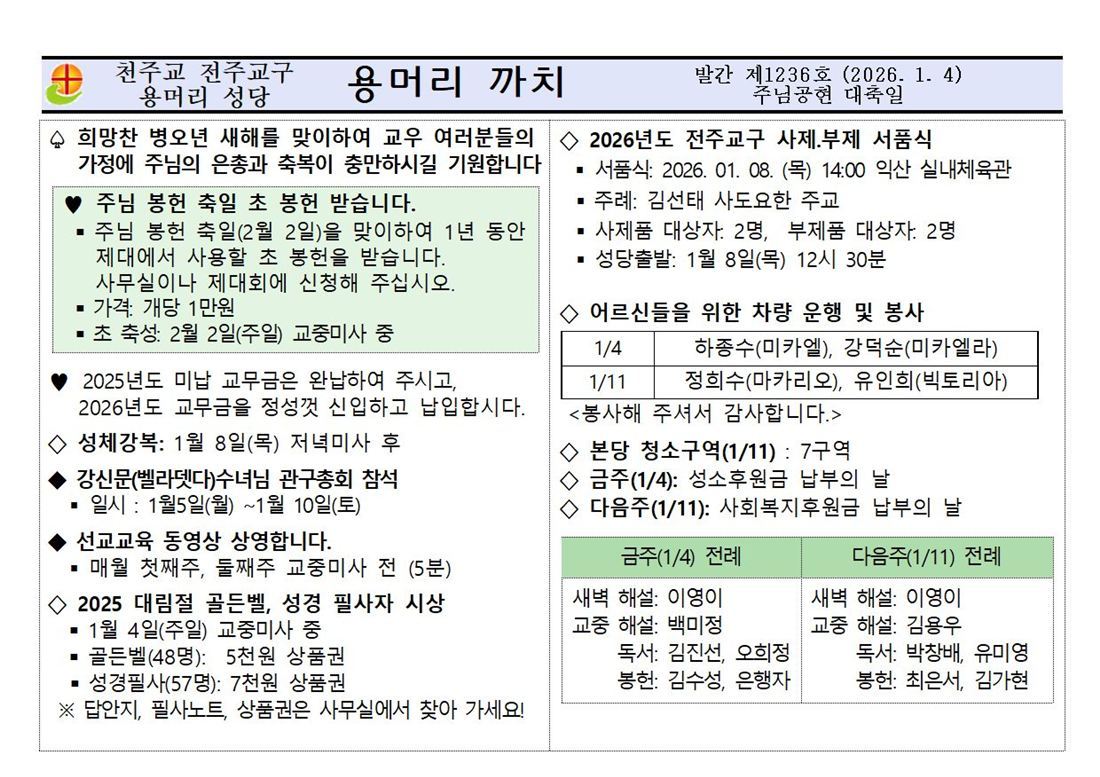 천주교 전주교구
용머리 성당
용머리 까치
발간 제1236호 (2026. 1. 4)
주님공현 대축일
♤ 희망찬 병오년 새해를 맞이하여 교우 여러분들의
가정에 주님의 은총과 축복이 충만하시길 기원합니다
♥ 주님 봉헌 축일 초 봉헌 받습니다.
▪ 주님 봉헌 축일(2월 2일)을 맞이하여 1년 동안
제대에서 사용할 초 봉헌을 받습니다.
사무실이나 제대회에 신청해 주십시오.
▪ 가격: 개당 1만원
▪ 초 축성: 2월 2일(주일) 교중미사 중
♥ 2025년도 미납 교무금은 완납하여 주시고,
2026년도 교무금을 정성껏 신입하고 납입합시다.
◇ 성체강복: 1월 8일(목) 저녁미사 후
◆ 강신문(벨라뎃다)수녀님 관구총회 참석
▪ 일시 : 1월5일(월) ~1월 10일(토)
◆ 선교교육 동영상 상영합니다.
▪ 매월 첫째주, 둘째주 교중미사 전 (5분)
◇ 2025 대림절 골든벨, 성경 필사자 시상
▪ 1월 4일(주일) 교중미사 중
▪ 골든벨(48명): 5천원 상품권
▪ 성경필사(57명): 7천원 상품권
※ 답안지, 필사노트, 상품권은 사무실에서 찾아 가세요!
◇ 2026년도 전주교구 사제.부제 서품식
▪ 서품식: 2026. 01. 08. (목) 14:00 익산 실내체육관
▪ 주례: 김선태 사도요한 주교
▪ 사제품 대상자: 2명, 부제품 대상자: 2명
▪ 성당출발: 1월 8일(목) 12시 30분
◇ 어르신들을 위한 차량 운행 및 봉사
1/4 하종수(미카엘), 강덕순(미카엘라)
1/11 정희수(마카리오), 유인희(빅토리아)
<봉사해 주셔서 감사합니다.>
◇ 본당 청소구역(1/11) : 7구역
◇ 금주(1/4): 성소후원금 납부의 날
◇ 다음주(1/11): 사회복지후원금 납부의 날
금주(1/4) 전례
새벽 해설: 이영이
교중 해설: 백미정
독서: 김진선, 오희정
봉헌: 김수성, 은행자
다음주(1/11) 전례
새벽 해설: 이영이
교중 해설: 김용우
독서: 박창배, 유미영
봉헌: 최은서, 김가현